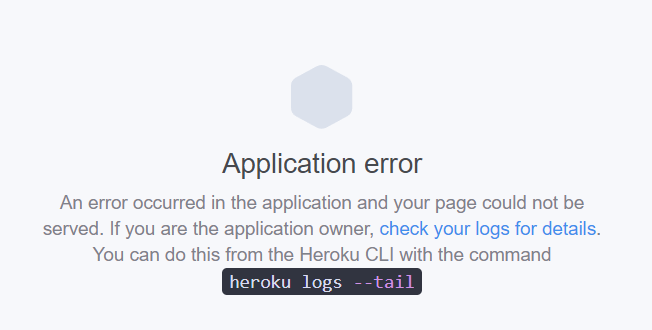 Application error
An error occurred in the application and your page could not be
served. If you are the application owner, check your logs for details.
You can do this from the Heroku CLI with the command
heroku logs --tail